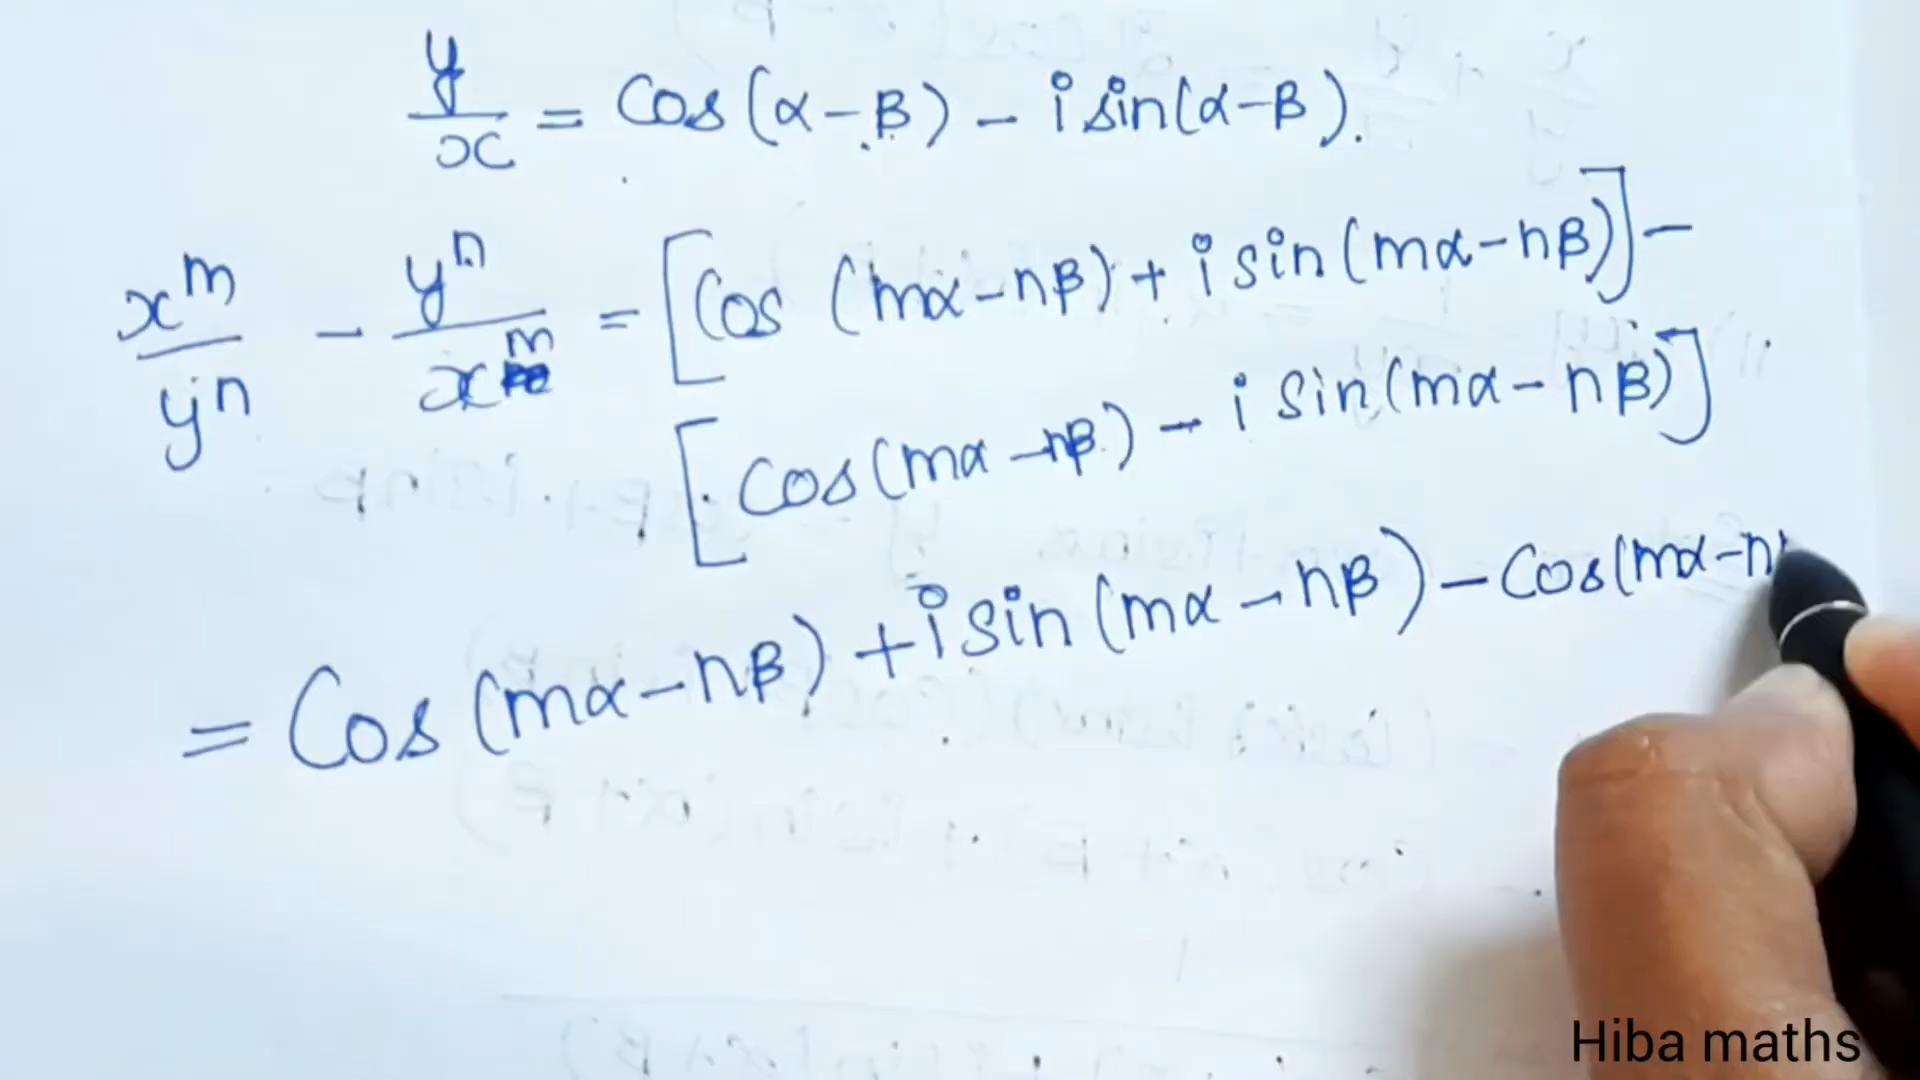 y/x = Cos(α-β) - i sin(α-β).
x^m/y^n - y^n/x^m = [Cos (mα-nβ) + i sin(mα-nβ)] -
[Cos(mα-nβ) - i sin(mα-nβ)]
= Cos (mα-nβ) + i sin (mα-nβ) - Cos(mα-n
Hiba maths